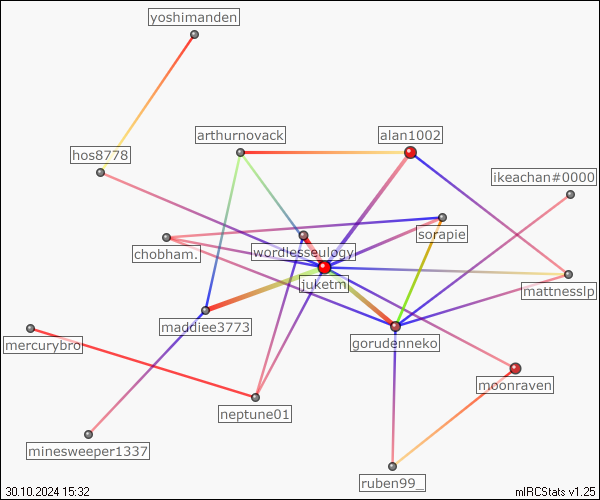 yoshimanden
arthurnovack
alan1002
hos8778
ikeachan#0000
sorapie
chobham.
wordlesseulogy
juketm
mattnesslp
maddiee3773
mercurybro
gorudenneko
moonraven
neptune01
minesweeper1337
ruben99_
30.10.2024 15:32
mIRCStats v1.25